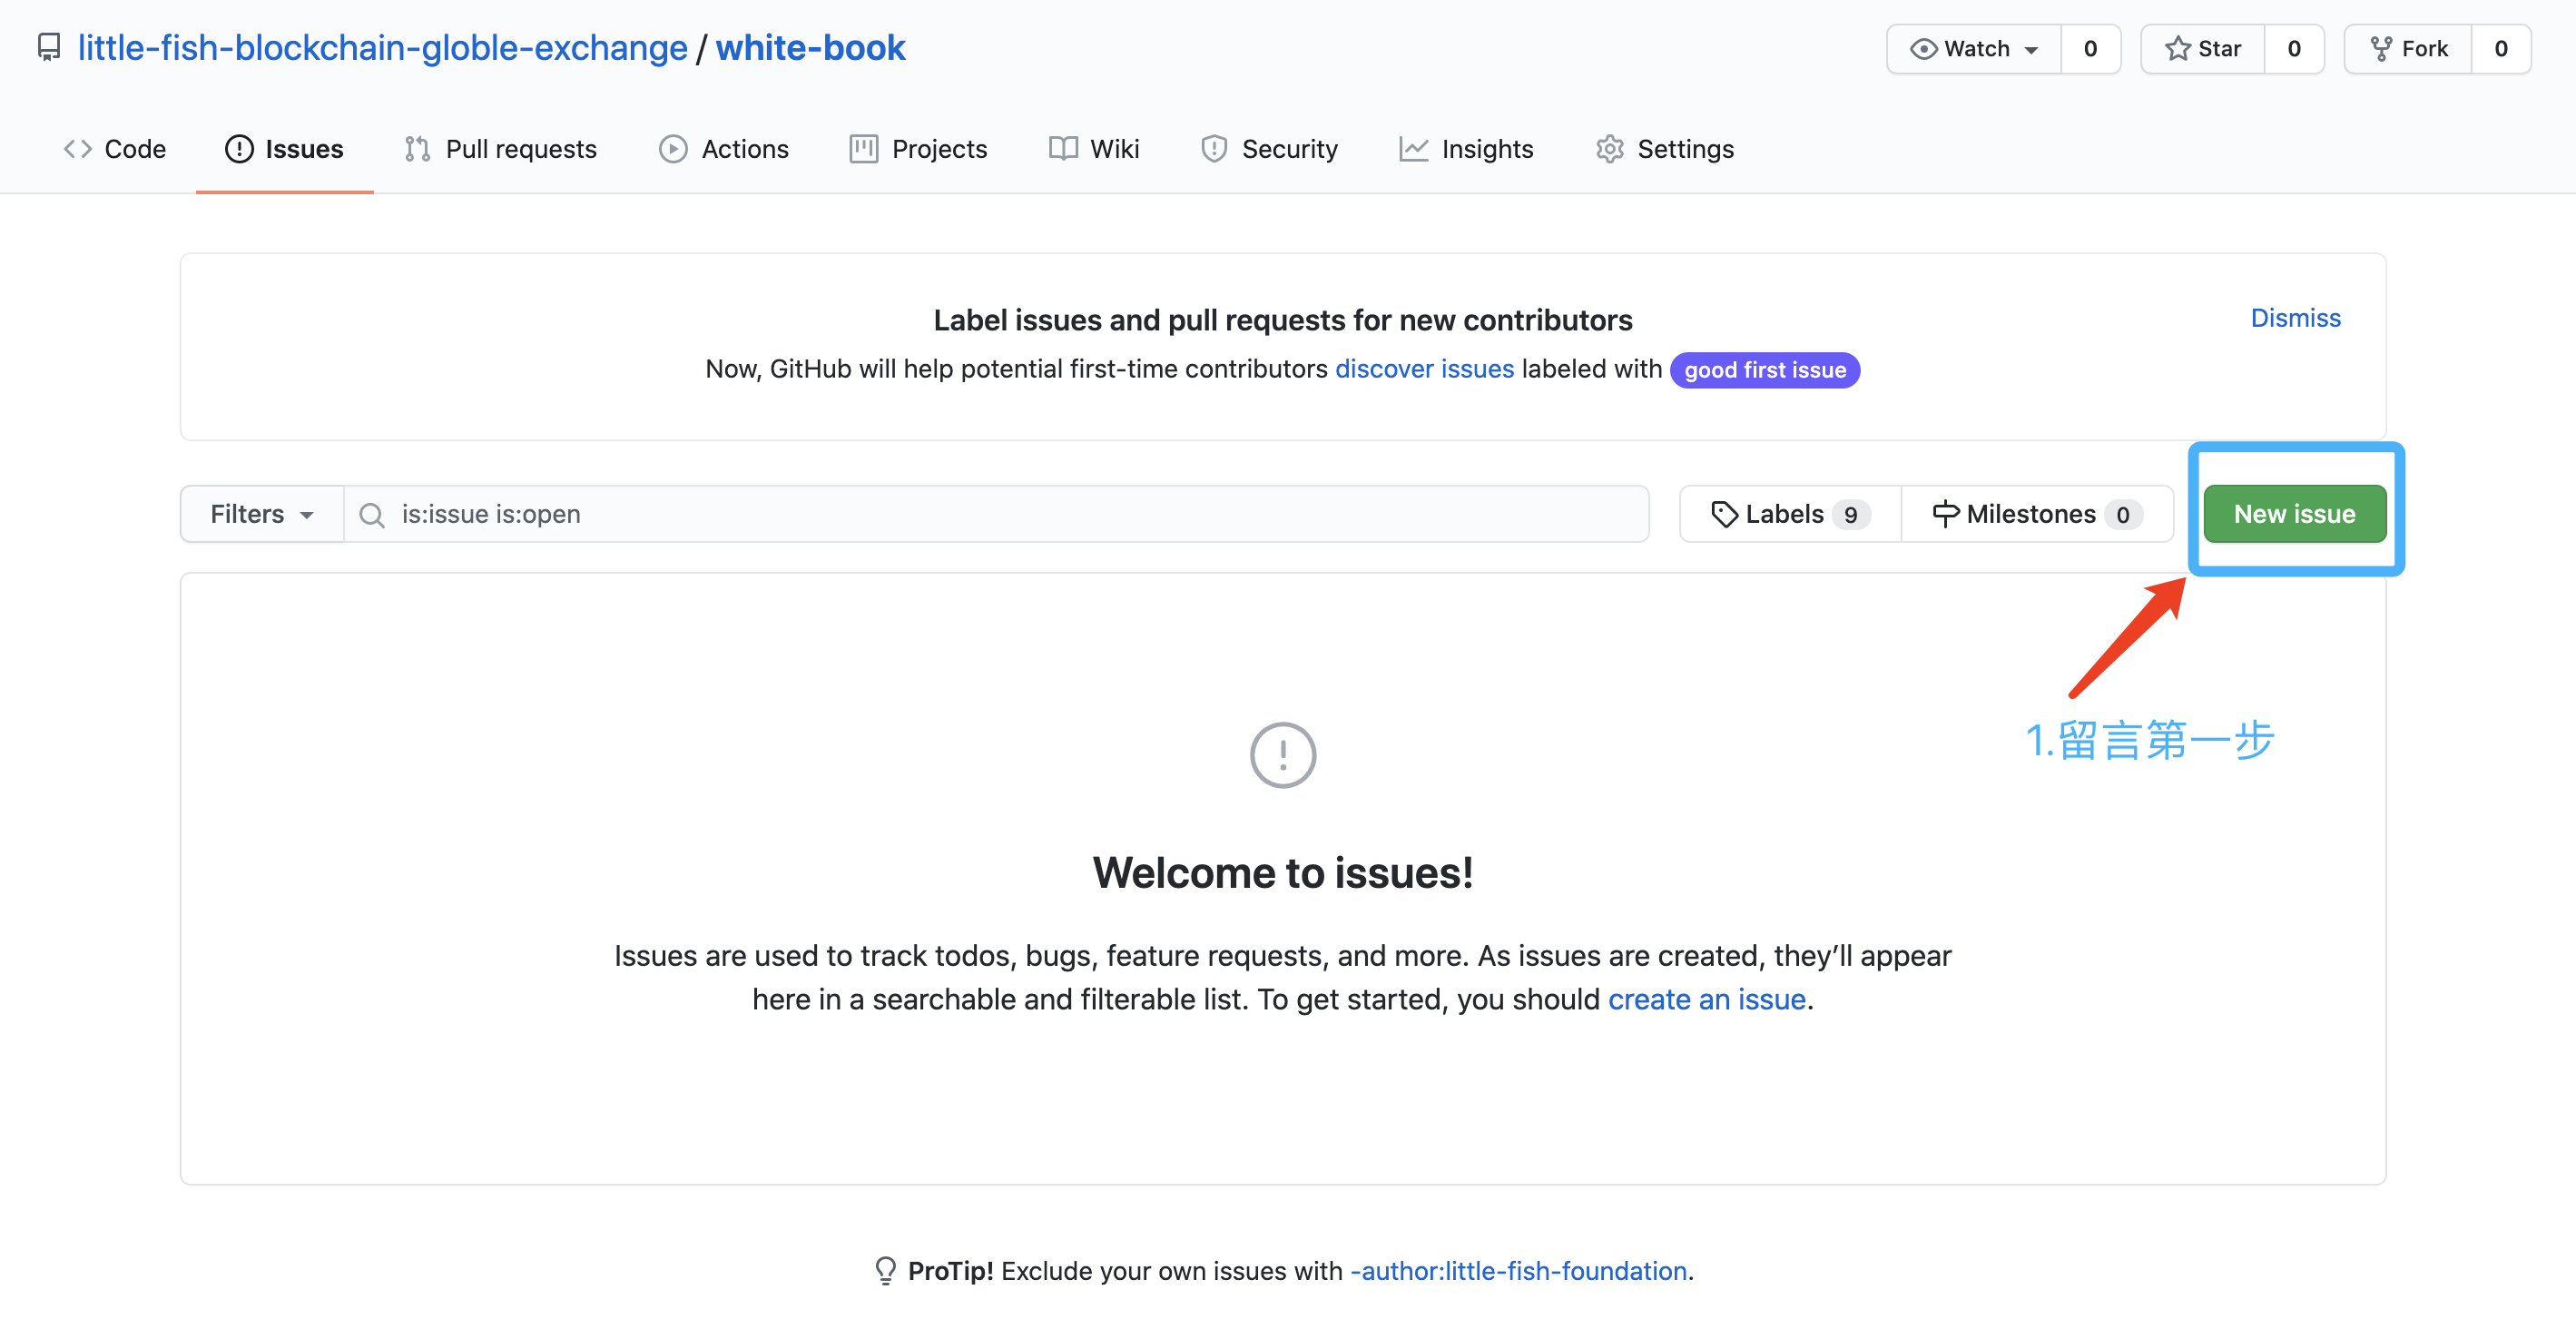 little-fish-blockchain-globle-exchange / white-book
Watch 0 Star 0 Fork 0
Code Issues Pull requests Actions Projects Wiki Security Insights Settings
Label issues and pull requests for new contributors
Dismiss
Now, GitHub will help potential first-time contributors discover issues labeled with good first issue
Filters is:issue is:open Labels 9 Milestones 0 New issue
1.留言第一步
Welcome to issues!
Issues are used to track todos, bugs, feature requests, and more. As issues are created, they’ll appear
here in a searchable and filterable list. To get started, you should create an issue.
ProTip! Exclude your own issues with -author:little-fish-foundation.